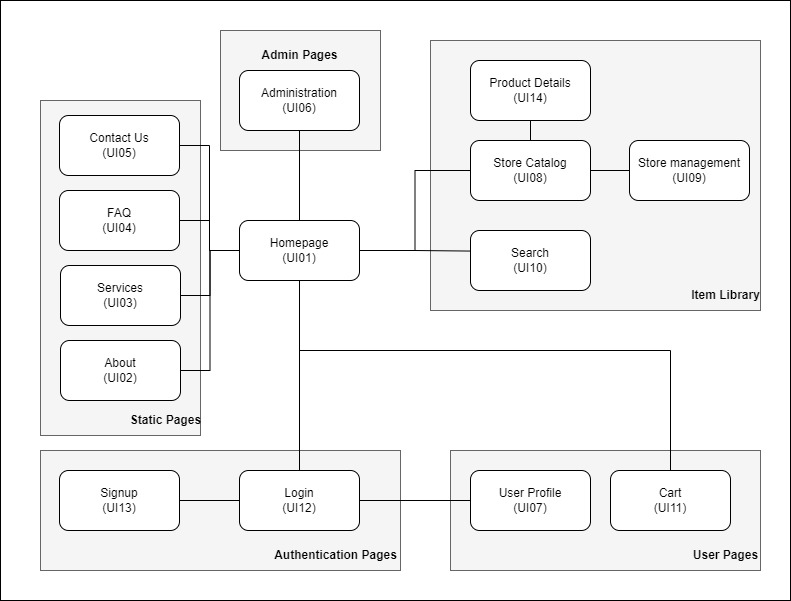 Admin Pages
Administration
(UI06)
Product Details
(UI14)
Contact Us
(UI05)
Store Catalog
(UI08)
Store management
(UI09)
FAQ
(UI04)
Homepage
(UI01)
Search
(UI10)
Services
(UI03)
Item Library
About
(UI02)
Static Pages
Signup
(UI13)
Login
(UI12)
User Profile
(UI07)
Cart
(UI11)
Authentication Pages
User Pages